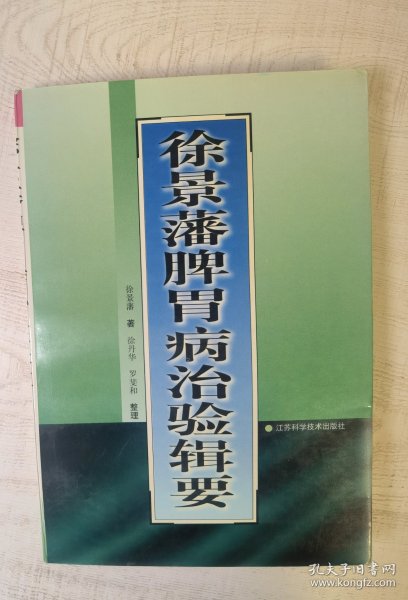 徐景藩脾胃病治验辑要
徐景藩 著 徐丹华 罗斐和 整理
江苏科学技术出版社
孔夫子旧书网
www.kongfz.com